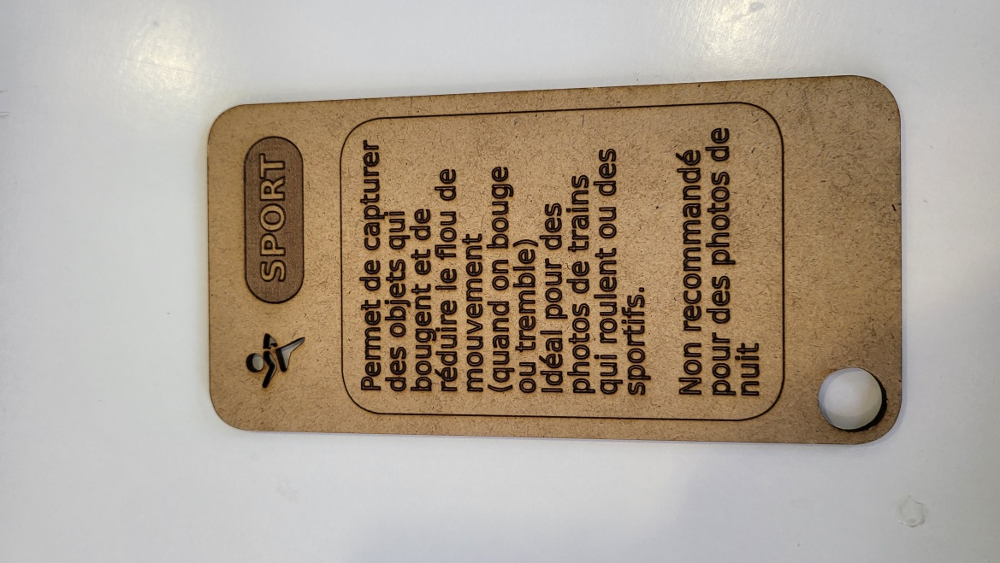 SPORT
Permet de capturer
des objets qui
bougent et de
réduire le flou de
mouvement
(quand on bouge
ou tremble)
Idéal pour des
photos de trains
qui roulent ou des
sportifs.
Non recommandé
pour des photos de
nuit